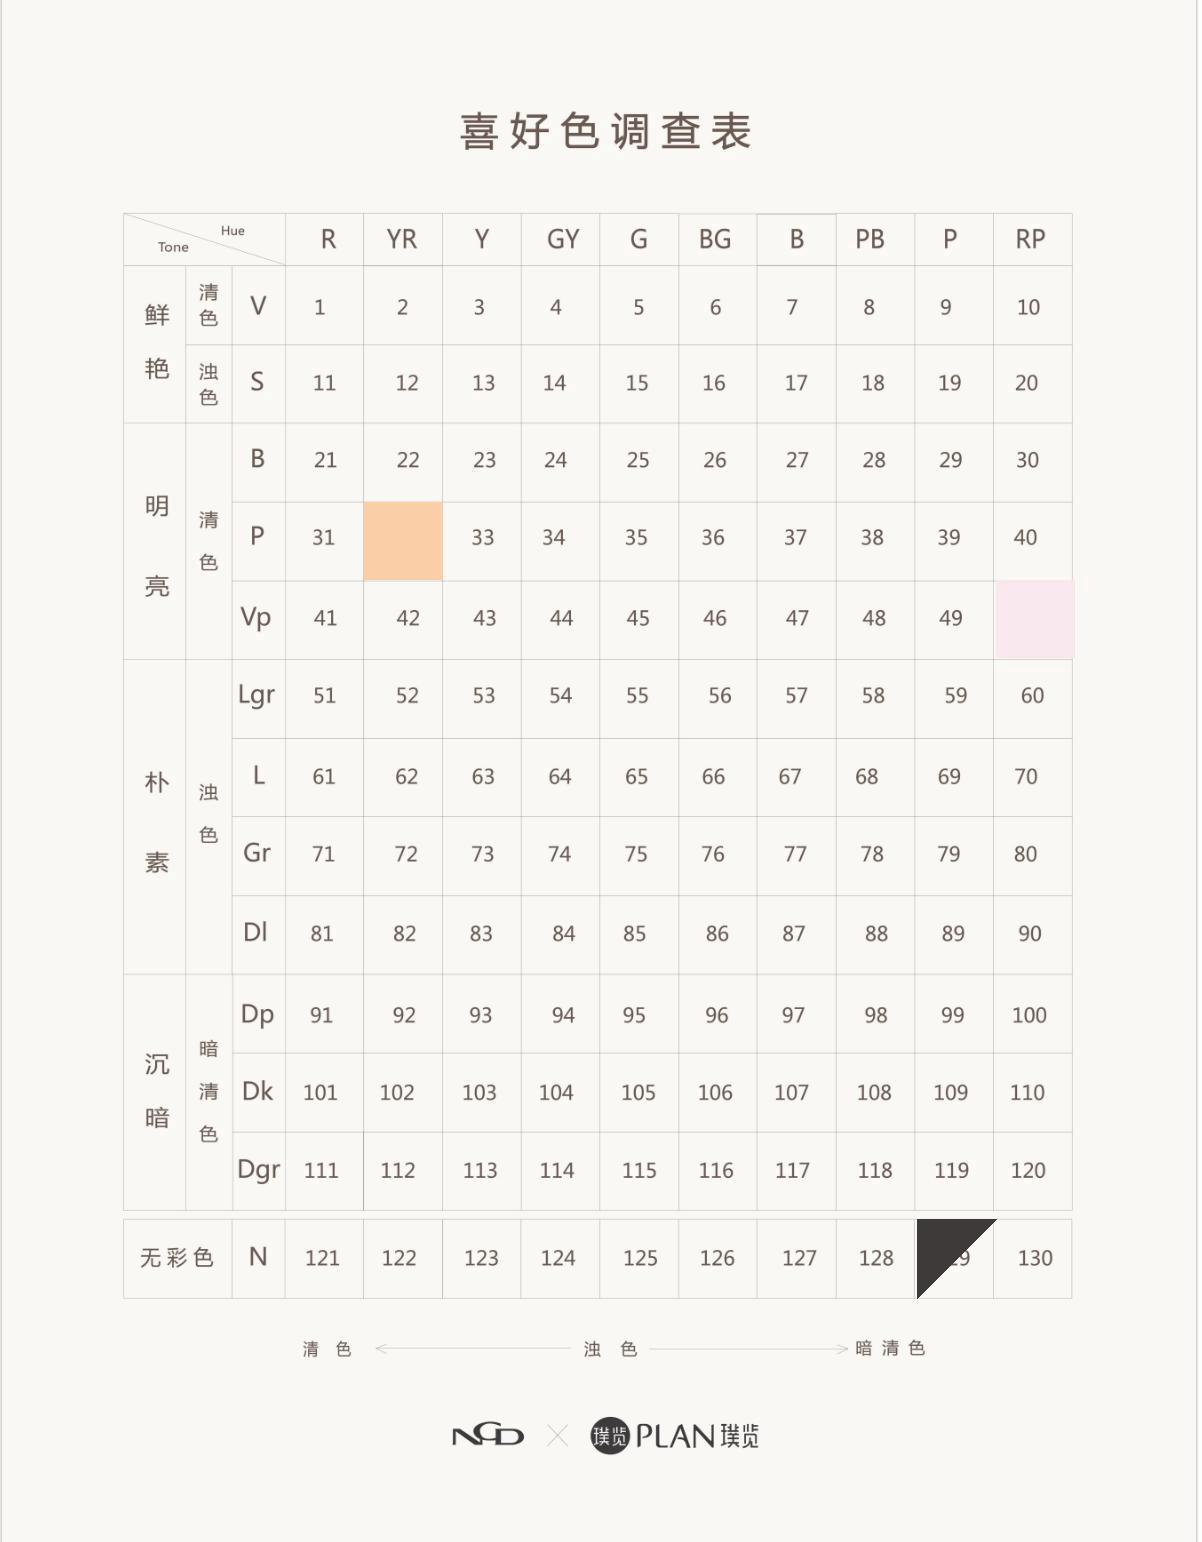 喜好色调查表
Hue
Tone
R YR Y GY G BG B PB P RP
鲜艳 清色 V 1 2 3 4 5 6 7 8 9 10
浊色 S 11 12 13 14 15 16 17 18 19 20
明亮 清色 B 21 22 23 24 25 26 27 28 29 30
P 31 33 34 35 36 37 38 39 40
Vp 41 42 43 44 45 46 47 48 49
朴素 浊色 Lgr 51 52 53 54 55 56 57 58 59 60
L 61 62 63 64 65 66 67 68 69 70
Gr 71 72 73 74 75 76 77 78 79 80
Dl 81 82 83 84 85 86 87 88 89 90
沉暗 暗清色 Dp 91 92 93 94 95 96 97 98 99 100
Dk 101 102 103 104 105 106 107 108 109 110
Dgr 111 112 113 114 115 116 117 118 119 120
无彩色 N 121 122 123 124 125 126 127 128 9 130
清色 浊色 暗清色
NCD × 璞览 PLAN 璞览